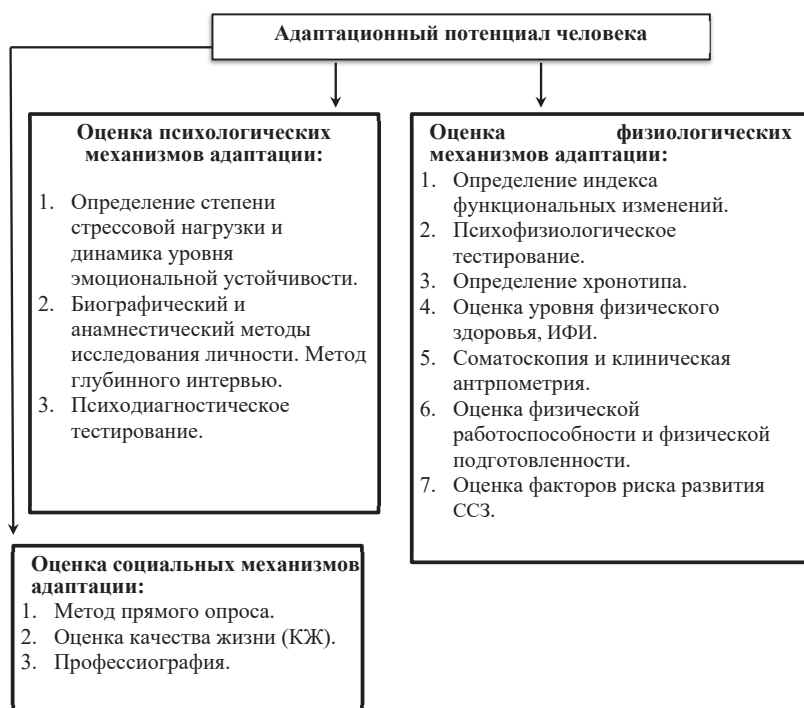 Адаптационный потенциал человека
Оценка психологических
механизмов адаптации:
1. Определение степени
стрессовой нагрузки и
динамика уровня
эмоциональной устойчивости.
2. Биографический и
анамнестический методы
исследования личности. Метод
глубинного интервью.
3. Психодиагностическое
тестирование.
Оценка физиологических
механизмов адаптации:
1. Определение индекса
функциональных изменений.
2. Психофизиологическое
тестирование.
3. Определение хронотипа.
4. Оценка уровня физического
здоровья, ИФИ.
5. Соматоскопия и клиническая
антрпометрия.
6. Оценка физической
работоспособности и физической
подготовленности.
7. Оценка факторов риска развития
ССЗ.
Оценка социальных механизмов
адаптации:
1. Метод прямого опроса.
2. Оценка качества жизни (КЖ).
3. Профессиография.